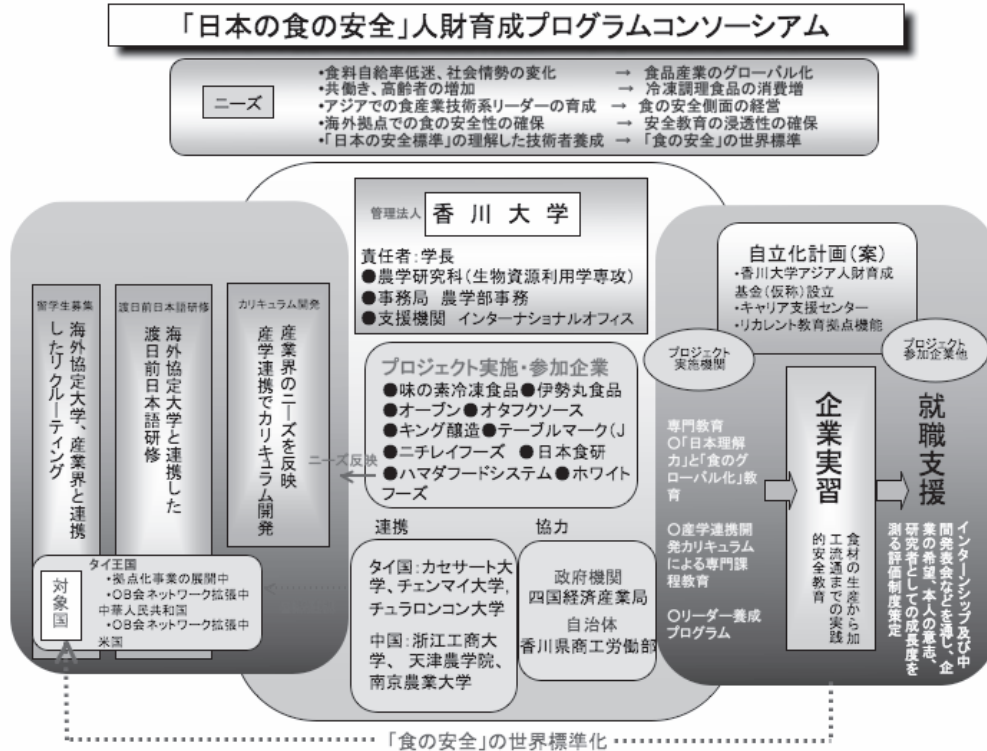 「日本の食の安全」人財育成プログラムコンソーシアム
ニーズ
•食料自給率低迷、社会情勢の変化 → 食品産業のグローバル化
•共働き、高齢者の増加 → 冷凍調理食品の消費増
•アジアでの食産業技術系リーダーの育成 → 食の安全側面の経営
•海外拠点での食の安全性の確保 → 安全教育の浸透性の確保
•「日本の安全標準」の理解した技術者養成 → 「食の安全」の世界標準
管理法人 香 川 大 学
責任者:学長
●農学研究科(生物資源利用学専攻)
●事務局 農学部事務
●支援機関 インターナショナルオフィス
プロジェクト実施・参加企業
●味の素冷凍食品●伊勢丸食品
●オーブン●オタフクソース
●キング醸造●テーブルマーク(J
●ニチレイフーズ ●日本食研
●ハマダフードシステム●ホワイト
フーズ
ニーズ反映
連携
タイ国:カセサート大
学、チェンマイ大学、
チュラロンコン大学
中国:浙江工商大
学、天津農学院、
南京農業大学
協力
政府機関
四国経済産業局
自治体
香川県商工労働部
留学生募集
海外協定大学、産業界と連携
したリクルーティング
渡日前日本語研修
海外協定大学と連携した
渡日前日本語研修
カリキュラム開発
産業界のニーズを反映
産学連携でカリキュラム開発
対象国
タイ王国
•拠点化事業の展開中
•OB会ネットワーク拡張中
中華人民共和国
•OB会ネットワーク拡張中
米国
自立化計画(案)
•香川大学アジア人財育成
基金(仮称)設立
•キャリア支援センター
•リカレント教育拠点機能
プロジェクト
実施機関
プロジェクト
参加企業他
専門教育
〇「日本理解
力」と「食のグ
ローバル化」教
育
〇産学連携開
発カリキュラム
による専門課
程教育
〇リーダー養成
プログラム
企業実習
食材の生産から加
工流通までの実践
的安全教育
就職支援
インターンシップ及び中
間発表会などを通し、企
業の希望、本人の意志、
研究者としての成長度を
測る評価制度策定
「食の安全」の世界標準化